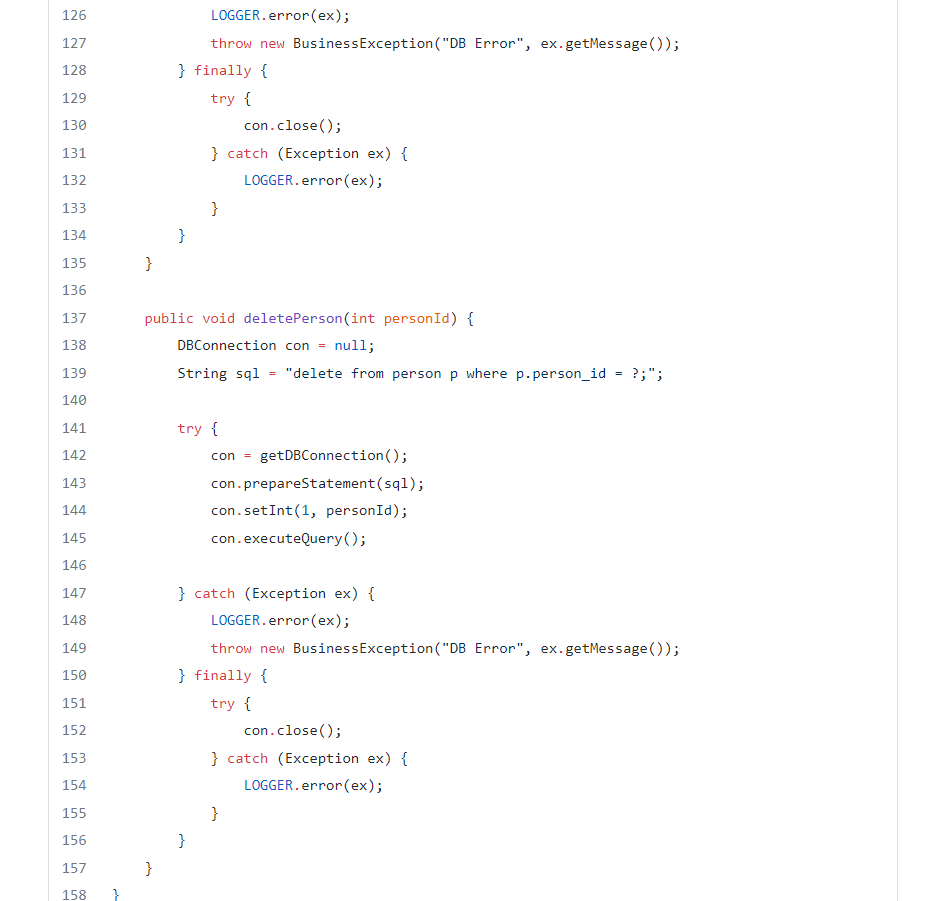 126 LOGGER.error(ex);
127 throw new BusinessException("DB Error", ex.getMessage());
128 } finally {
129 try {
130 con.close();
131 } catch (Exception ex) {
132 LOGGER.error(ex);
133 }
134 }
135 }
136
137 public void deletePerson(int personId) {
138 DBConnection con = null;
139 String sql = "delete from person p where p.person_id = ?;";
140
141 try {
142 con = getDBConnection();
143 con.prepareStatement(sql);
144 con.setInt(1, personId);
145 con.executeQuery();
146
147 } catch (Exception ex) {
148 LOGGER.error(ex);
149 throw new BusinessException("DB Error", ex.getMessage());
150 } finally {
151 try {
152 con.close();
153 } catch (Exception ex) {
154 LOGGER.error(ex);
155 }
156 }
157 }
158 }